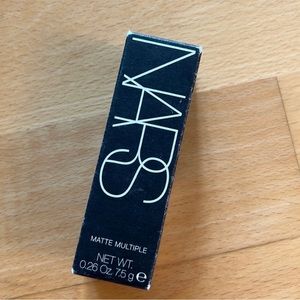 NARS
MATTE MULTIPLE
NET WT.
0.26 Oz. 7.5 g ℮